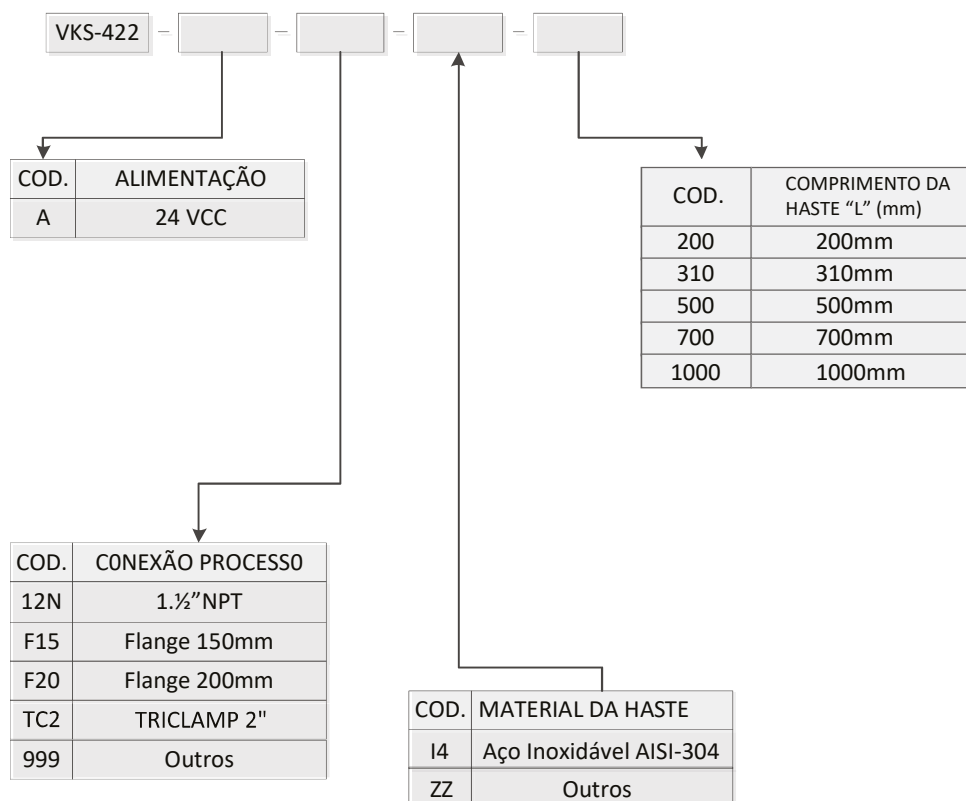 VKS-422 – – – –
COD. ALIMENTAÇÃO
A 24 VCC
COD. COMPRIMENTO DA
HASTE “L” (mm)
200 200mm
310 310mm
500 500mm
700 700mm
1000 1000mm
COD. C0NEXÃO PROCESS0
12N 1.½”NPT
F15 Flange 150mm
F20 Flange 200mm
TC2 TRICLAMP 2"
999 Outros
COD. MATERIAL DA HASTE
I4 Aço Inoxidável AISI-304
ZZ Outros